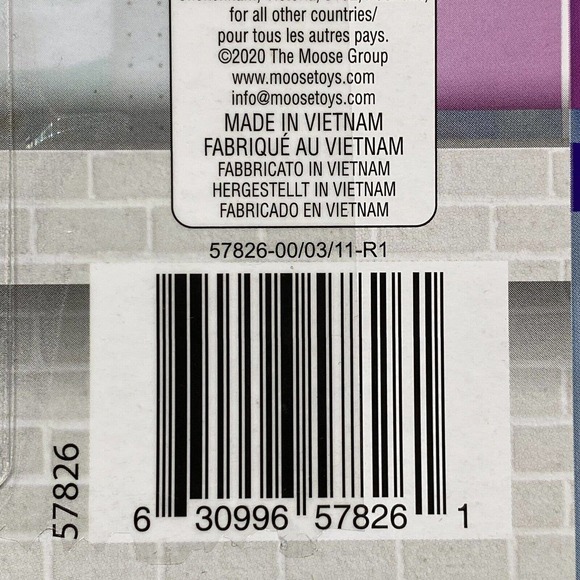 for all other countries/
pour tous les autres pays.
©2020 The Moose Group
www.moosetoys.com
info@moosetoys.com
MADE IN VIETNAM
FABRIQUÉ AU VIETNAM
FABBRICATO IN VIETNAM
HERGESTELLT IN VIETNAM
FABRICADO EN VIETNAM
57826-00/03/11-R1
57826
6 30996 57826 1